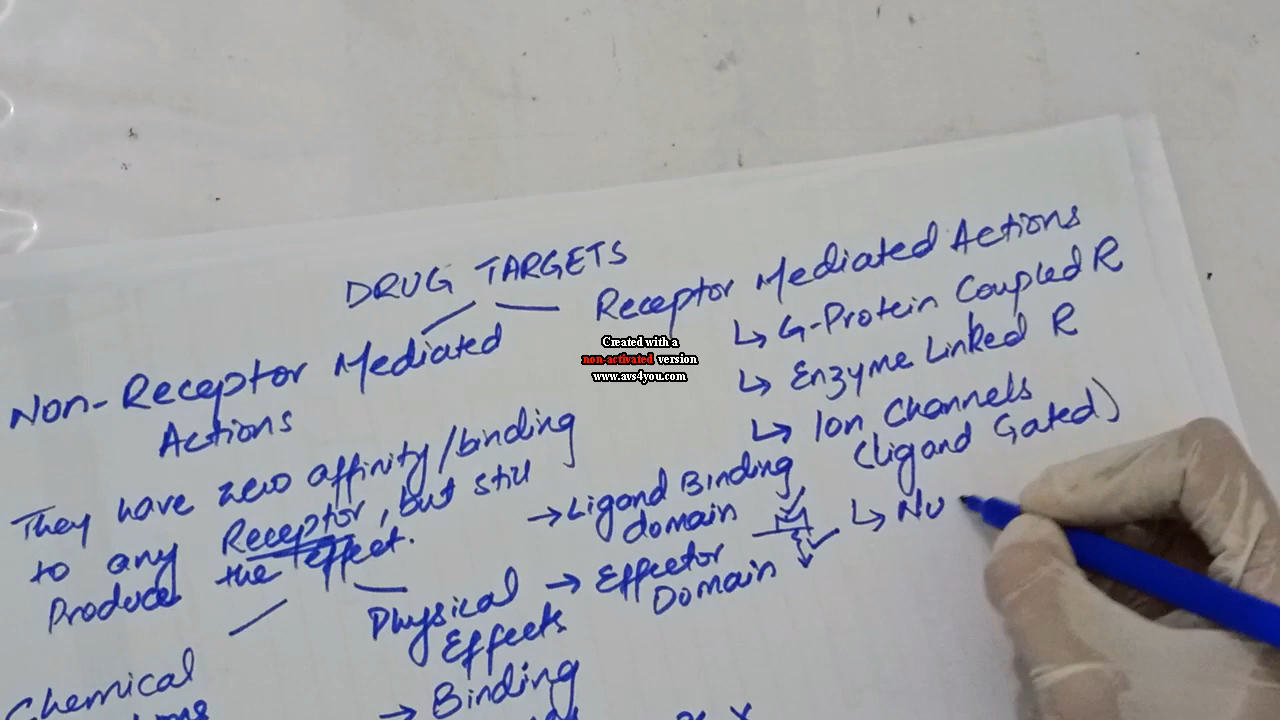 DRUG TARGETS
Non-Receptor Mediated
Actions
They have zero affinity/binding
to any Receptor, but still
Produces the effect.
Chemical
Physical
Effects
→ Binding
Receptor Mediated Actions
↳ G-Protein Coupled R
↳ Enzyme Linked R
↳ Ion Channels
(ligand Gated)
↳ Nu
→ Ligand Binding
domain
→ Effector
Domain
Created with a
non-activated version
www.avs4you.com